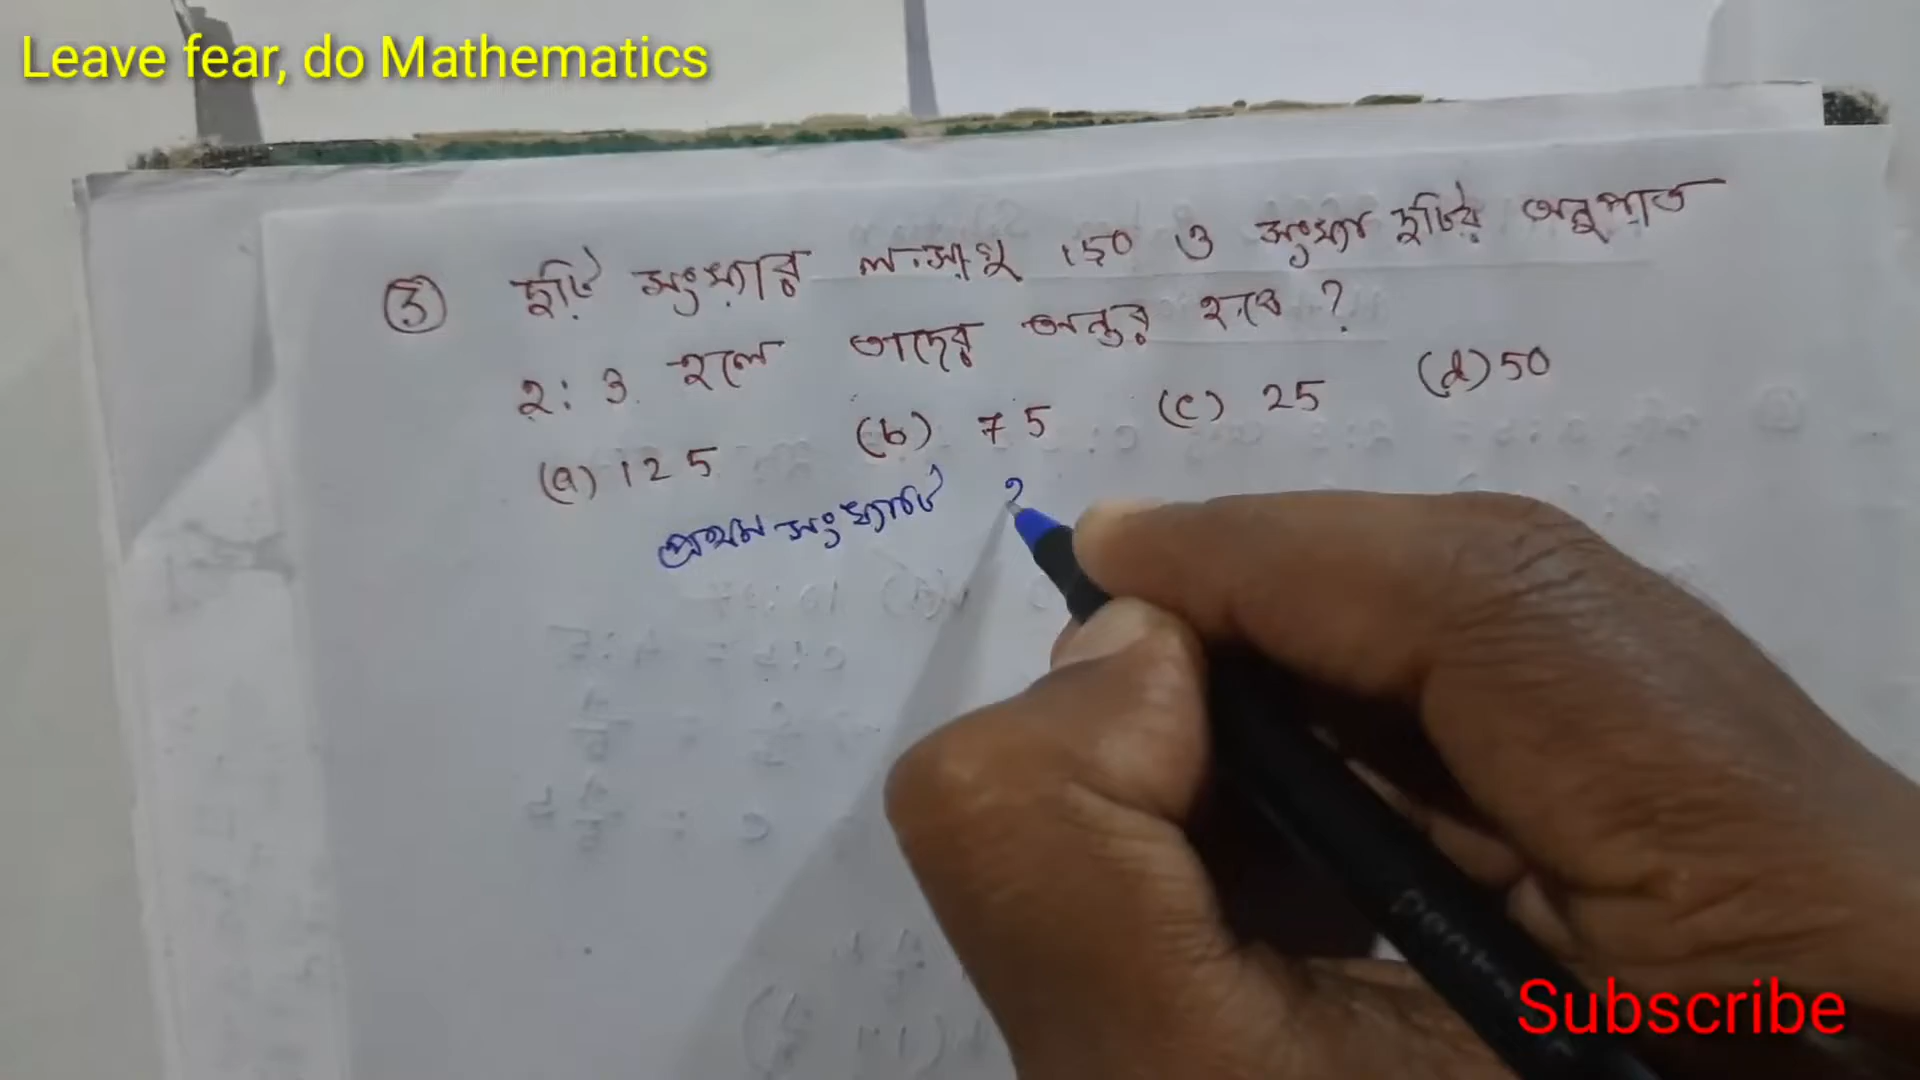 Leave fear, do Mathematics
③ দুটি সংখ্যার ল.সা.গু 150 ও সংখ্যা দুটির অনুপাত
2: 3 হলে তাদের অন্তর হবে ?
(a) 125 (b) 75 (c) 25 (d) 50
প্রথম সংখ্যাটি
Subscribe